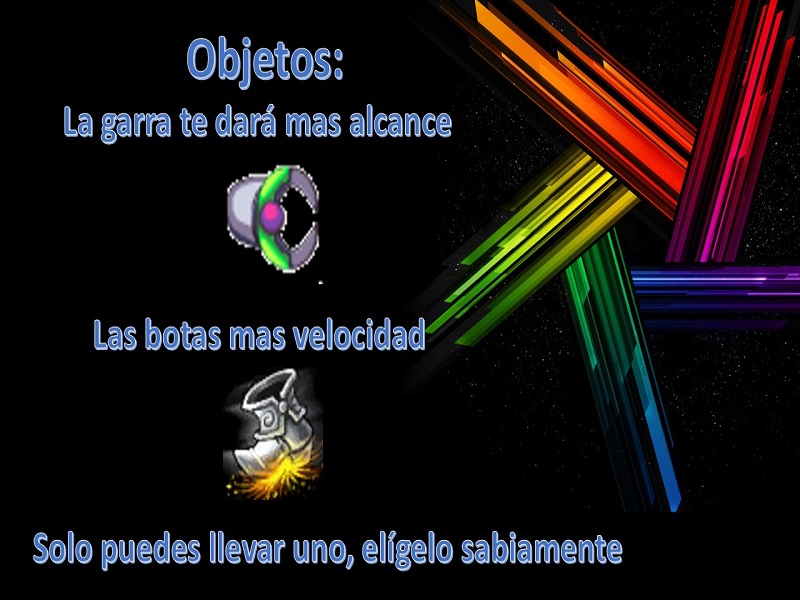 Objetos:
La garra te dará mas alcance
Las botas mas velocidad
Solo puedes llevar uno, elígelo sabiamente